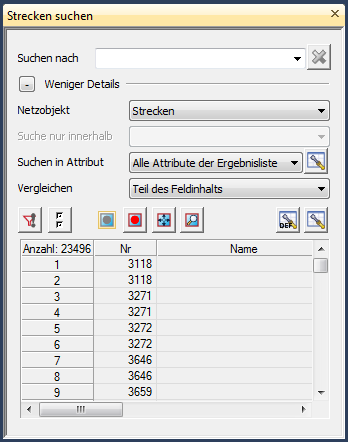 Strecken suchen
Suchen nach
- Weniger Details
Netzobjekt Strecken
Suche nur innerhalb
Suchen in Attribut Alle Attribute der Ergebnisliste
Vergleichen Teil des Feldinhalts
DEF
Anzahl: 23496 Nr Name
1 3118
2 3118
3 3271
4 3271
5 3272
6 3272
7 3646
8 3646
9 3659